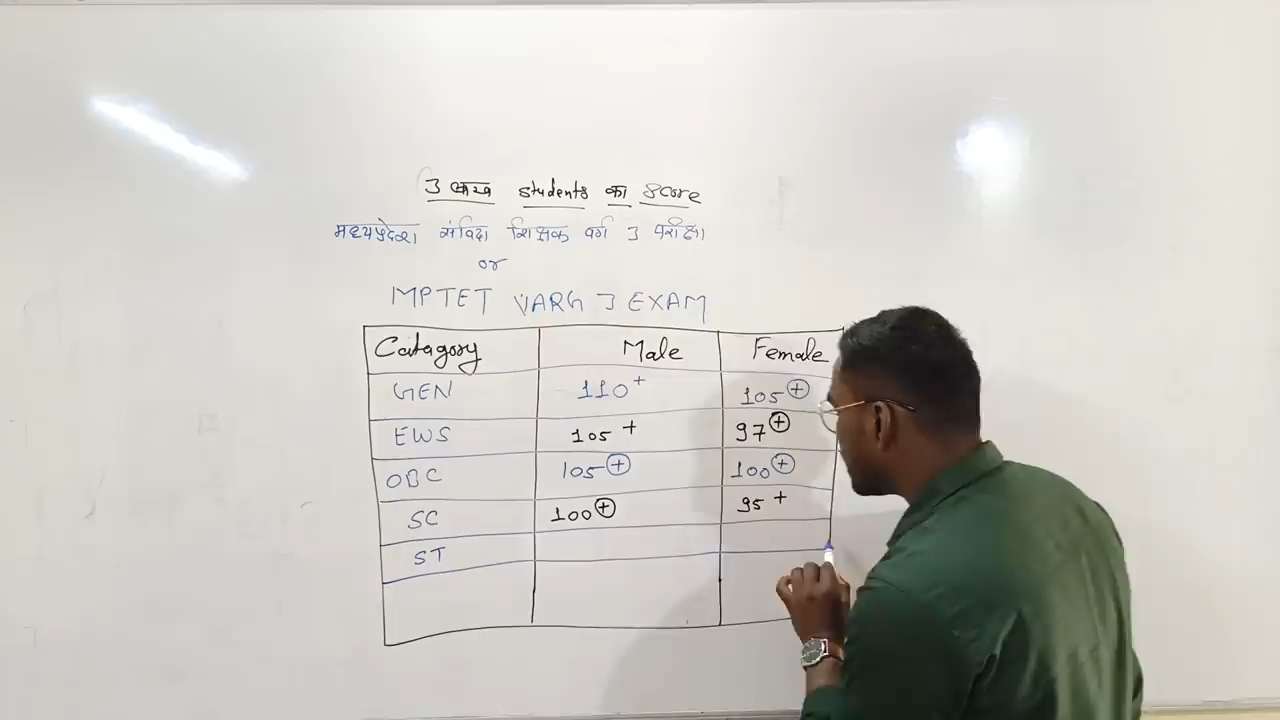 3 लाख students का Score
मध्यप्रदेश संविदा शिक्षक वर्ग 3 परीक्षा
or
MPTET VARG 3 EXAM
Catagory Male Female
GEN 110+ 105+
EWS 105+ 97+
OBC 105+ 100+
SC 100+ 95+
ST